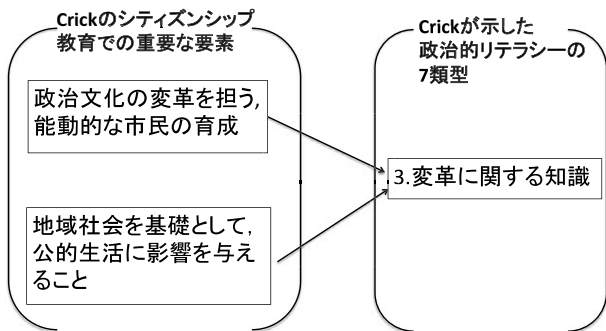 Crickのシティズンシップ
教育での重要な要素
政治文化の変革を担う,
能動的な市民の育成
地域社会を基礎として,
公的生活に影響を与え
ること
Crickが示した
政治的リテラシーの
7類型
3.変革に関する知識